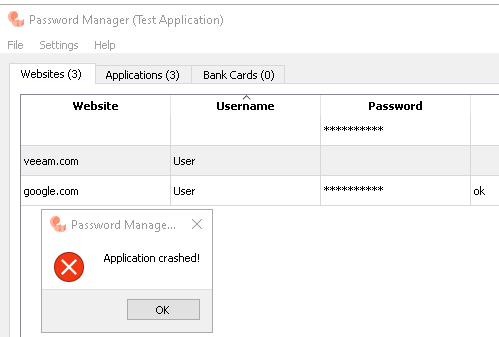 Password Manager (Test Application)
File Settings Help
Websites (3) Applications (3) Bank Cards (0)
Website Username Password
**********
veeam.com User
google.com User ********** ok
Password Manage...
Application crashed!
OK